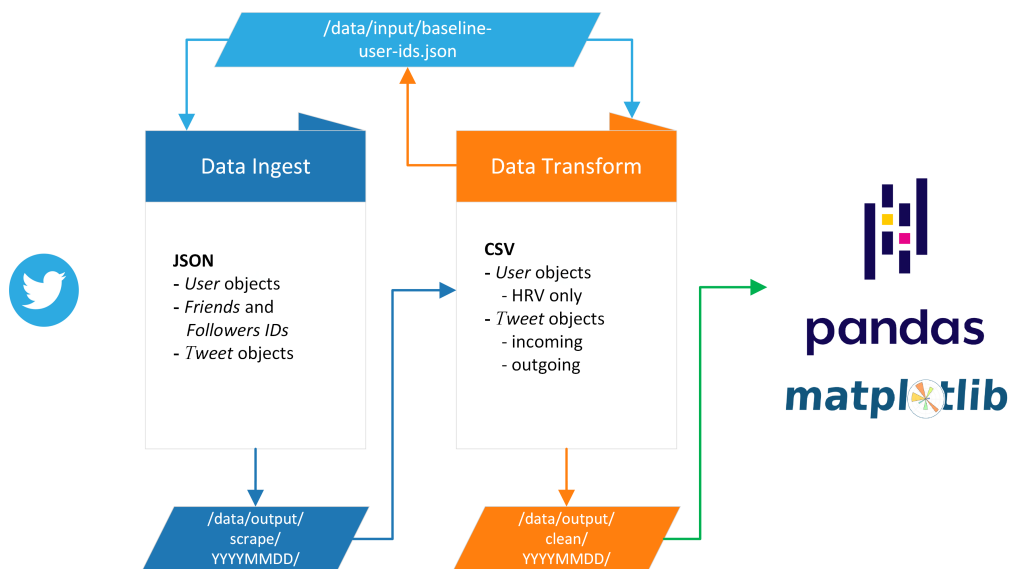 /data/input/baseline-
user-ids.json
Data Ingest
Data Transform
JSON
- User objects
- Friends and
Followers IDs
- Tweet objects
CSV
- User objects
- HRV only
- Tweet objects
- incoming
- outgoing
pandas
matplotlib
/data/output/
scrape/
YYYYMMDD/
/data/output/
clean/
YYYYMMDD/